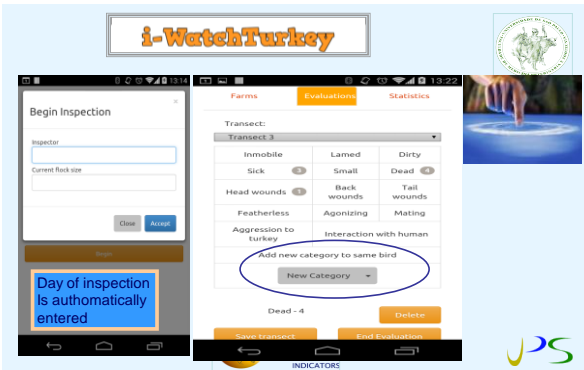 i-WatchTurkey
13:14
Begin Inspection
×
Inspector
Current flock size
Close
Accept
Begin
Day of inspection
Is authomatically
entered
13:22
Farms
Evaluations
Statistics
Transect:
Transect 3
Inmobile
Lamed
Dirty
Sick 3
Small
Dead 4
Head wounds 1
Back
wounds
Tail
wounds
Featherless
Agonizing
Mating
Aggression to
turkey
Interaction with human
Add new category to same
bird
New Category
Dead - 4
Delete
Save transect
End Evaluation
INDICATORS
JPS